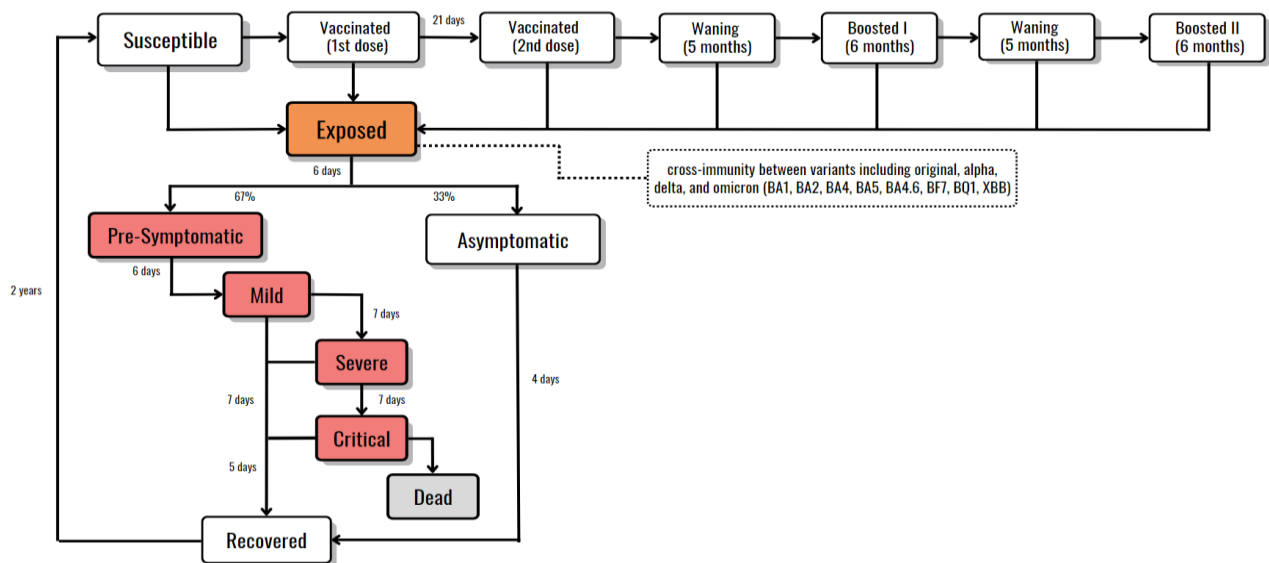 Susceptible
Vaccinated
(1st dose)
21 days
Vaccinated
(2nd dose)
Waning
(5 months)
Boosted I
(6 months)
Waning
(5 months)
Boosted II
(6 months)
Exposed
6 days
cross-immunity between variants including original, alpha,
delta, and omicron (BA1, BA2, BA4, BA5, BA4.6, BF7, BQ1, XBB)
67%
33%
Pre-Symptomatic
Asymptomatic
6 days
2 years
Mild
7 days
Severe
4 days
7 days
7 days
Critical
5 days
Dead
Recovered